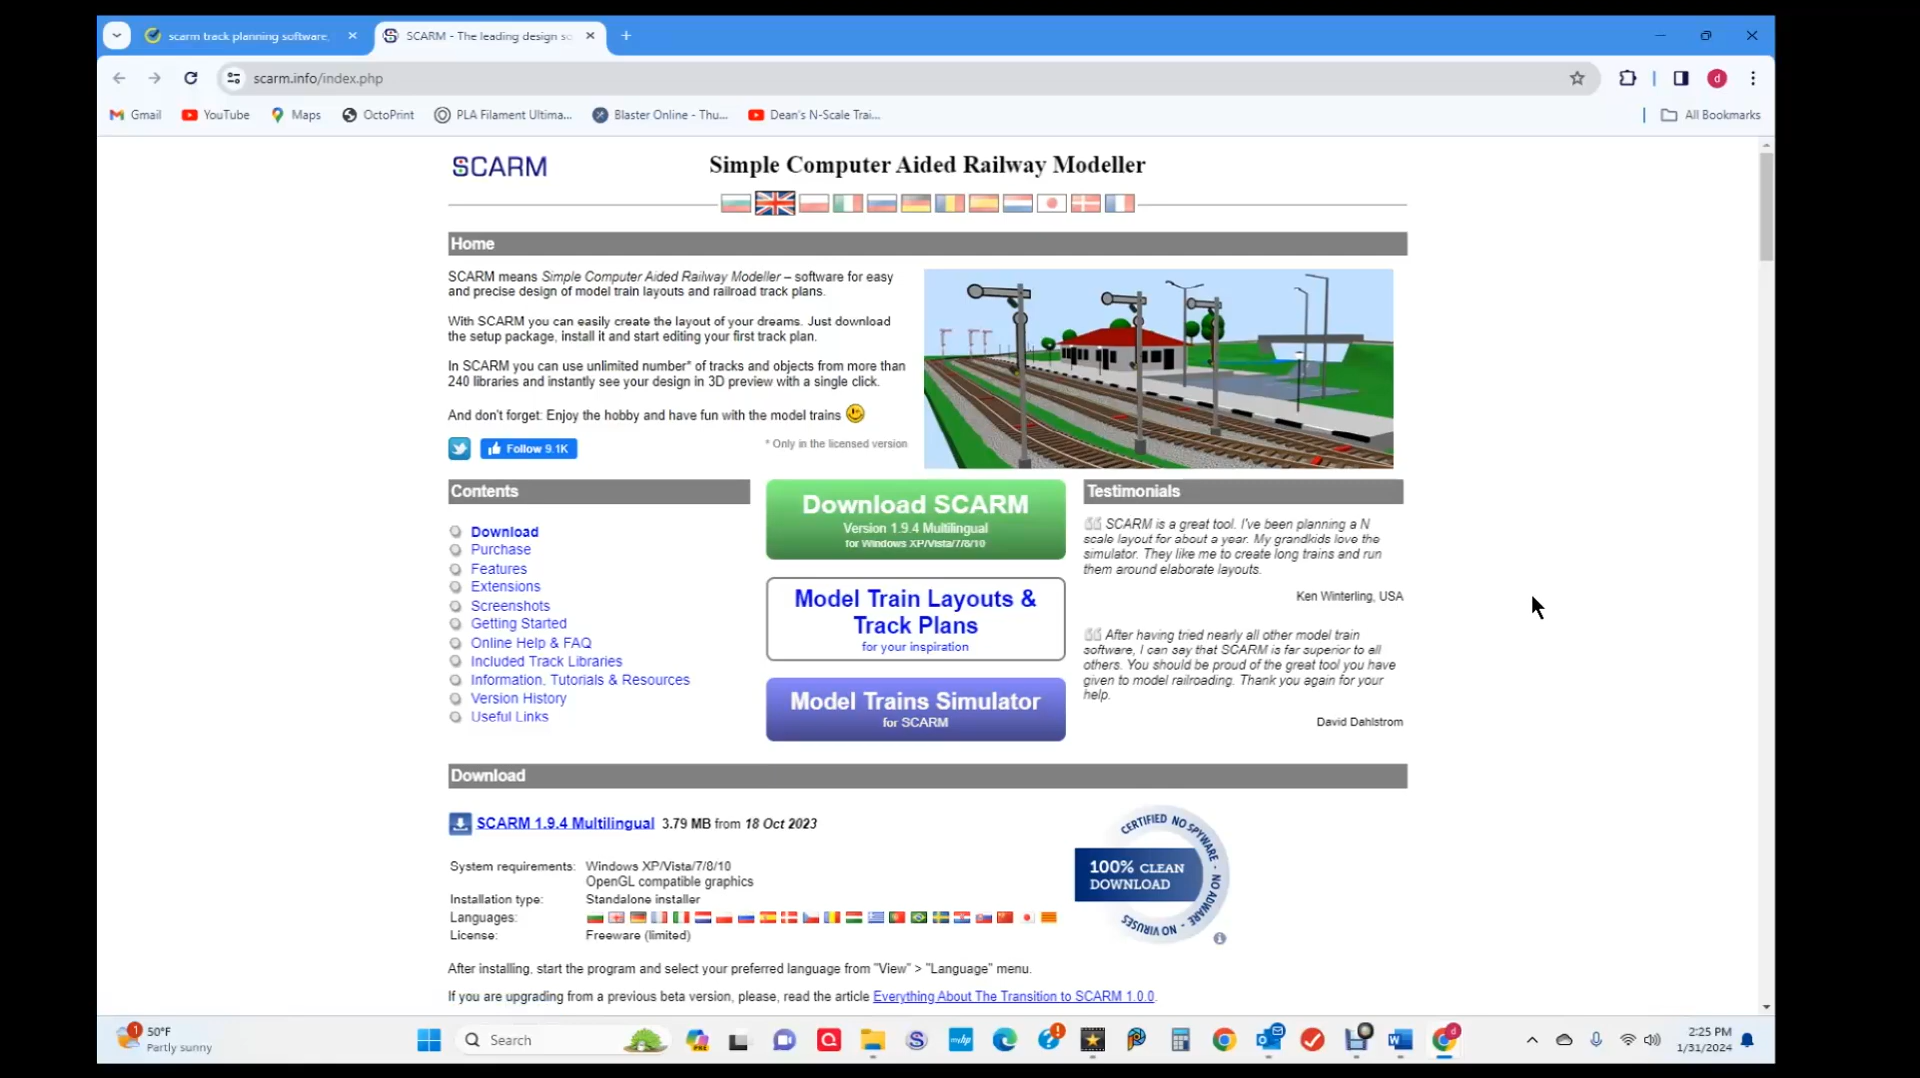 scarm track planning software,
SCARM - The leading design so
scarm.info/index.php
d
Gmail
YouTube
Maps
OctoPrint
PLA Filament Ultima...
Blaster Online - Thu...
Dean's N-Scale Trai...
All Bookmarks
SCARM
Simple Computer Aided Railway Modeller
Home
SCARM means Simple Computer Aided Railway Modeller – software for easy
and precise design of model train layouts and railroad track plans.
With SCARM you can easily create the layout of your dreams. Just download
the setup package, install it and start editing your first track plan.
In SCARM you can use unlimited number* of tracks and objects from more than
240 libraries and instantly see your design in 3D preview with a single click.
And don't forget: Enjoy the hobby and have fun with the model trains
Follow 9.1K
* Only in the licensed version
Contents
Download
Purchase
Features
Extensions
Screenshots
Getting Started
Online Help & FAQ
Included Track Libraries
Information, Tutorials & Resources
Version History
Useful Links
Download SCARM
Version 1.9.4 Multilingual
for Windows XP/Vista/7/8/10
Model Train Layouts &
Track Plans
for your inspiration
Model Trains Simulator
for SCARM
Testimonials
SCARM is a great tool. I've been planning a N
scale layout for about a year. My grandkids love the
simulator. They like me to create long trains and run
them around elaborate layouts.
Ken Winterling, USA
After having tried nearly all other model train
software, I can say that SCARM is far superior to all
others. You should be proud of the great tool you have
given to model railroading. Thank you again for your
help.
David Dahlstrom
Download
SCARM 1.9.4 Multilingual 3.79 MB from 18 Oct 2023
System requirements: Windows XP/Vista/7/8/10
OpenGL compatible graphics
Installation type: Standalone installer
Languages:
License: Freeware (limited)
CERTIFIED NO SPYWARE - NO ADWARE - NO VIRUSES
100% CLEAN
DOWNLOAD
After installing, start the program and select your preferred language from "View" > "Language" menu.
If you are upgrading from a previous beta version, please, read the article Everything About The Transition to SCARM 1.0.0.
1
50°F
Partly sunny
Search
2:25 PM
1/31/2024